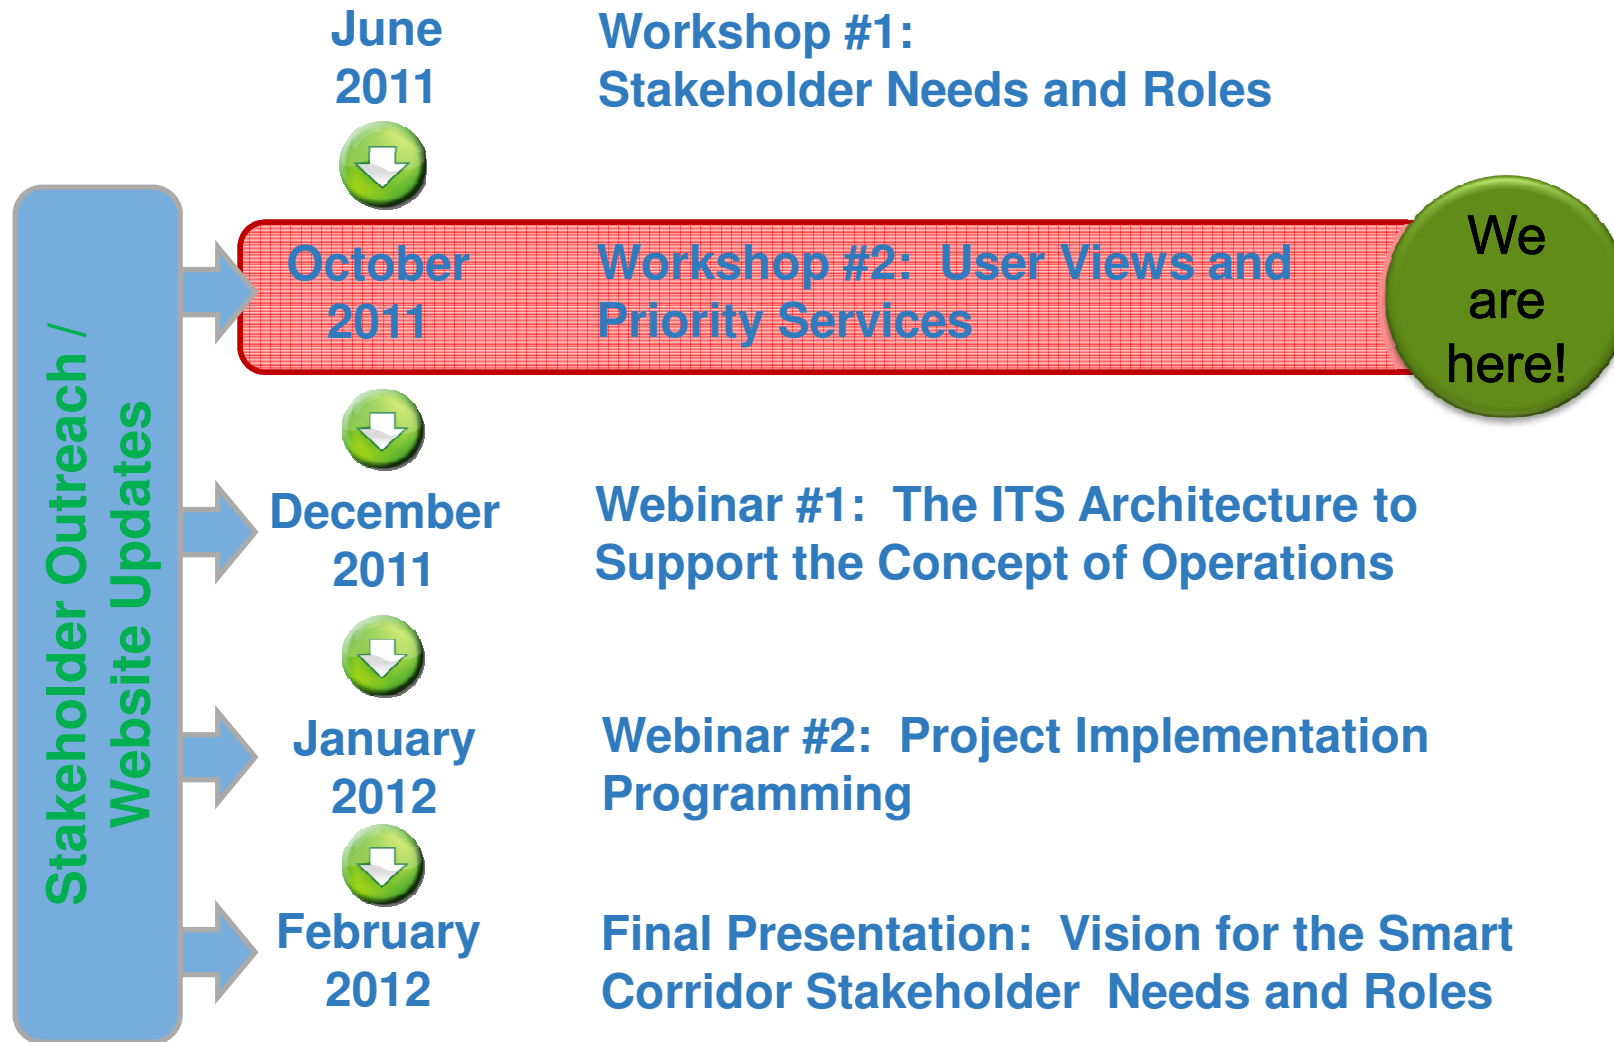 June
2011
Workshop #1:
Stakeholder Needs and Roles
October
2011
Workshop #2:  User Views and
Priority Services
We
are
here!
December
2011
Webinar #1:  The ITS Architecture to
Support the Concept of Operations
January
2012
Webinar #2:  Project Implementation
Programming
February
2012
Final Presentation:  Vision for the Smart
Corridor Stakeholder  Needs and Roles
Stakeholder Outreach /
Website Updates